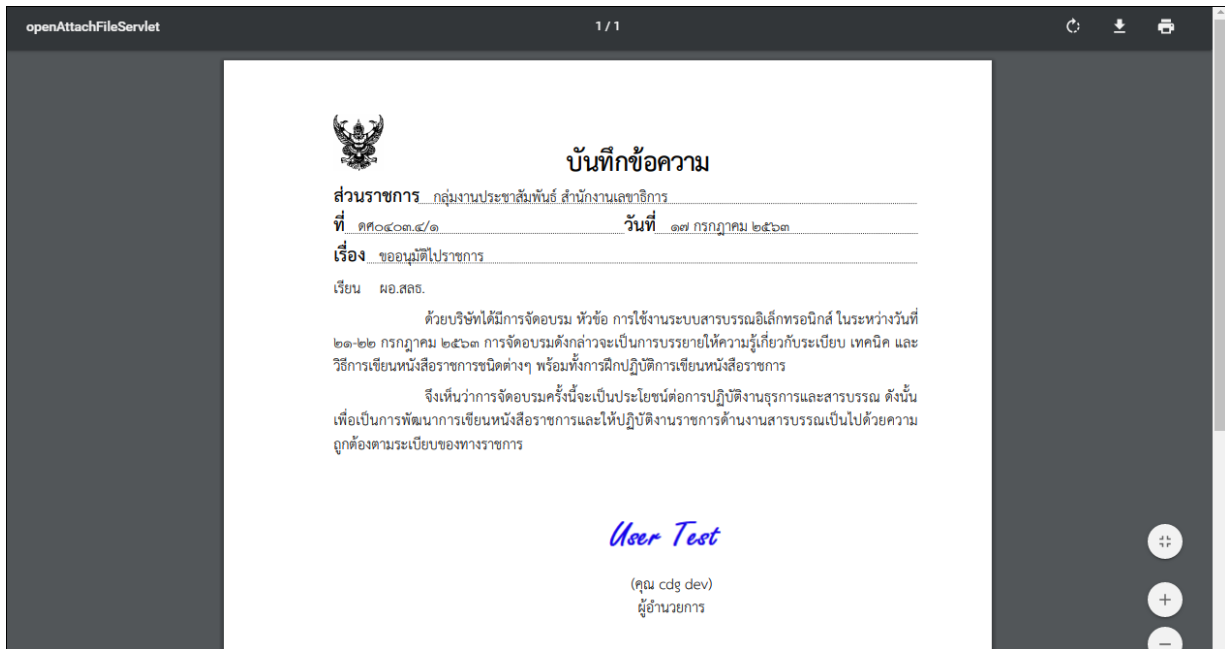 openAttachFileServlet 1 / 1
บันทึกข้อความ
ส่วนราชการ กลุ่มงานประชาสัมพันธ์ สำนักงานเลขาธิการ
ที่ ดศ๐๔๐๓.๔/๑ วันที่ ๑๗ กรกฎาคม ๒๕๖๓
เรื่อง ขออนุมัติไปราชการ
เรียน ผอ.สลธ.
ด้วยบริษัทได้มีการจัดอบรม หัวข้อ การใช้งานระบบสารบรรณอิเล็กทรอนิกส์ ในระหว่างวันที่
๒๑-๒๒ กรกฎาคม ๒๕๖๓ การจัดอบรมดังกล่าวจะเป็นการบรรยายให้ความรู้เกี่ยวกับระเบียบ เทคนิค และ
วิธีการเขียนหนังสือราชการชนิดต่างๆ พร้อมทั้งการฝึกปฏิบัติการเขียนหนังสือราชการ
จึงเห็นว่าการจัดอบรมครั้งนี้จะเป็นประโยชน์ต่อการปฏิบัติงานธุรการและสารบรรณ ดังนั้น
เพื่อเป็นการพัฒนาการเขียนหนังสือราชการและให้ปฏิบัติงานราชการด้านงานสารบรรณเป็นไปด้วยความ
ถูกต้องตามระเบียบของทางราชการ
User Test
(คุณ cdg dev)
ผู้อำนวยการ